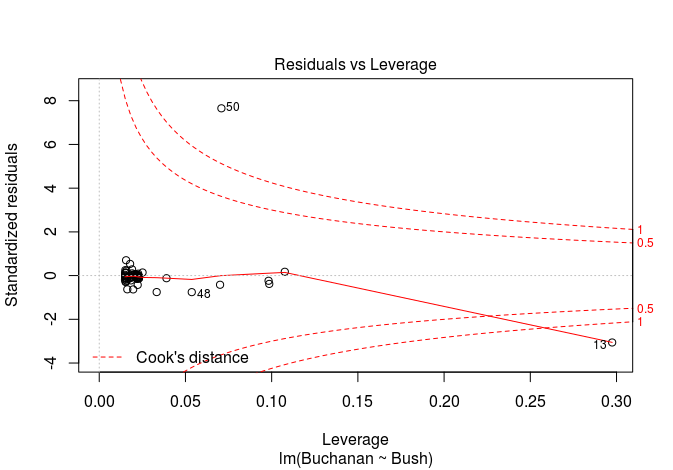 Residuals vs Leverage
Standardized residuals
8
6
4
2
0
-2
-4
50
48
13
1
0.5
0.5
1
Cook's distance
0.00 0.05 0.10 0.15 0.20 0.25 0.30
Leverage
lm(Buchanan ~ Bush)